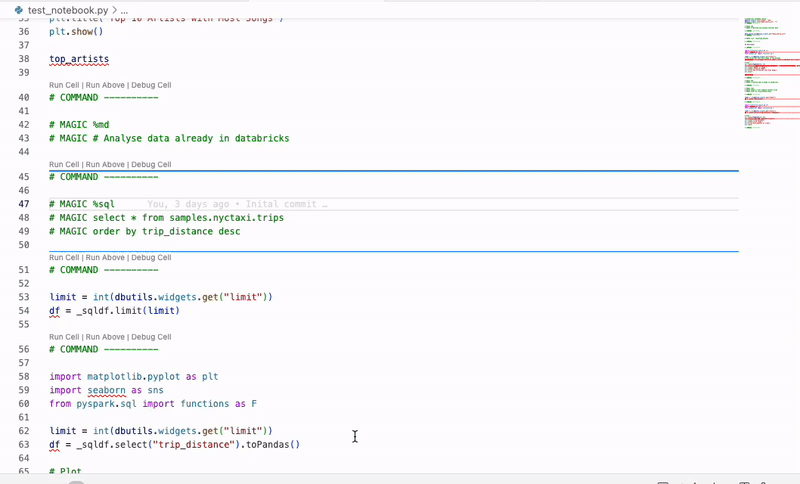 test_notebook.py > ...
35 plt.title("Top 10 Artists with Most Songs")
36 plt.show()
37
38 top_artists
39
Run Cell | Run Above | Debug Cell
40 # COMMAND ----------
41
42 # MAGIC %md
43 # MAGIC # Analyse data already in databricks
44
Run Cell | Run Above | Debug Cell
45 # COMMAND ----------
46
47 # MAGIC %sql You, 3 days ago • Inital commit …
48 # MAGIC select * from samples.nyctaxi.trips
49 # MAGIC order by trip_distance desc
50
Run Cell | Run Above | Debug Cell
51 # COMMAND ----------
52
53 limit = int(dbutils.widgets.get("limit"))
54 df = _sqldf.limit(limit)
55
Run Cell | Run Above | Debug Cell
56 # COMMAND ----------
57
58 import matplotlib.pyplot as plt
59 import seaborn as sns
60 from pyspark.sql import functions as F
61
62 limit = int(dbutils.widgets.get("limit"))
63 df = _sqldf.select("trip_distance").toPandas()
64
65 # Plot